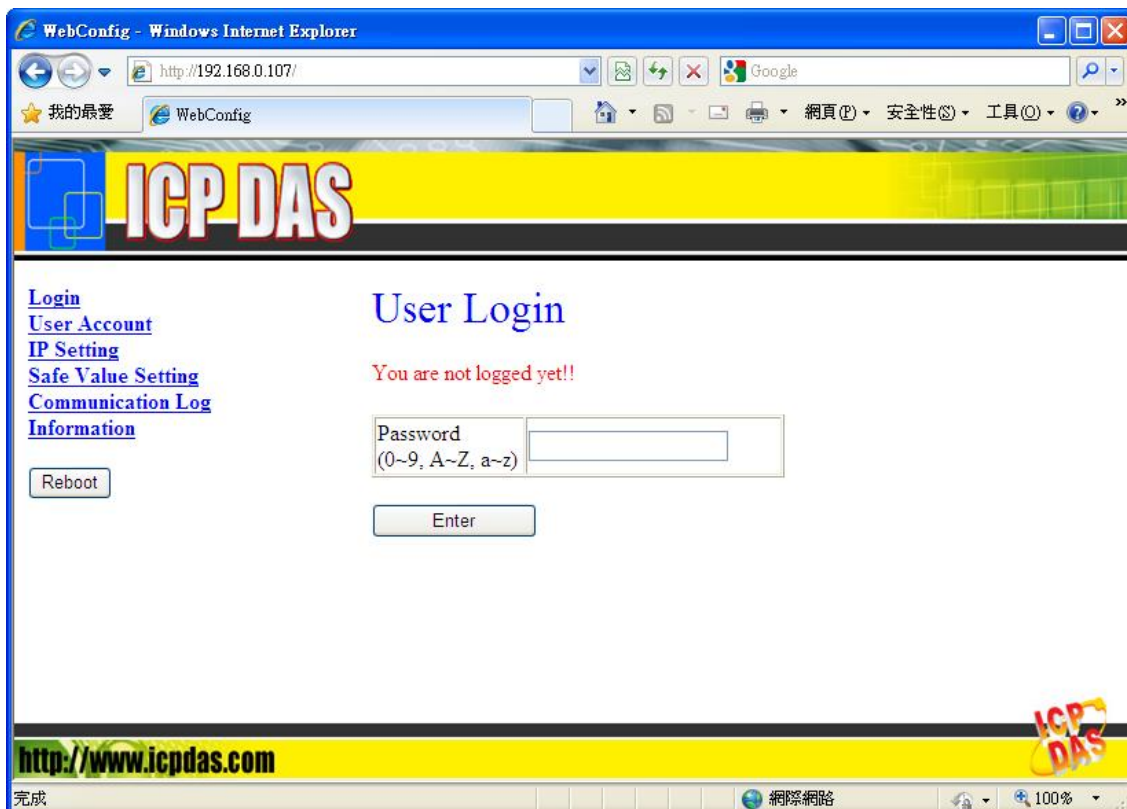 WebConfig - Windows Internet Explorer
http://192.168.0.107/
Google
我的最愛 WebConfig 網頁(P) 安全性(S) 工具(O) »
ICP DAS
Login
User Account
IP Setting
Safe Value Setting
Communication Log
Information
Reboot
User Login
You are not logged yet!!
Password
(0~9, A~Z, a~z)
Enter
ICP
DAS
http://www.icpdas.com
完成 網際網路 100%